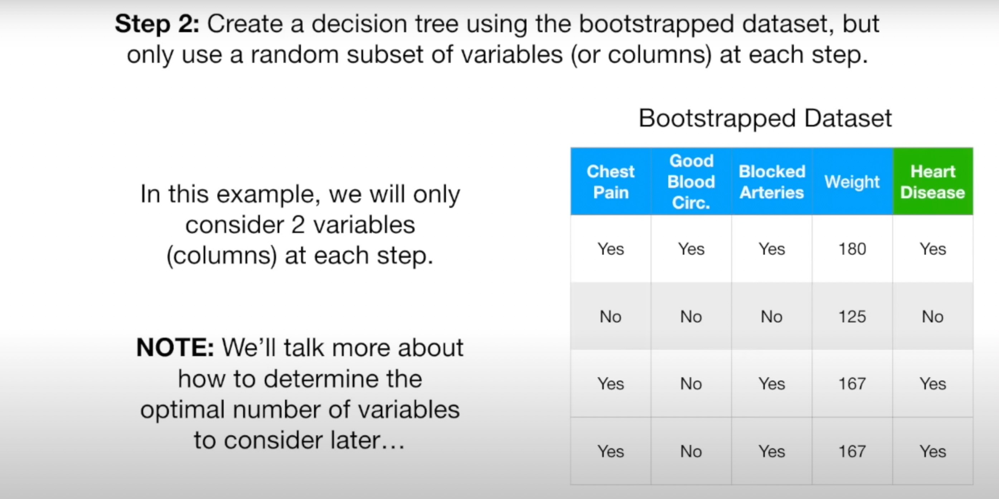 Step 2: Create a decision tree using the bootstrapped dataset, but
only use a random subset of variables (or columns) at each step.
In this example, we will only
consider 2 variables
(columns) at each step.
NOTE: We’ll talk more about
how to determine the
optimal number of variables
to consider later…
Bootstrapped Dataset
Chest Pain Good Blood Circ. Blocked Arteries Weight Heart Disease
Yes Yes Yes 180 Yes
No No No 125 No
Yes No Yes 167 Yes
Yes No Yes 167 Yes